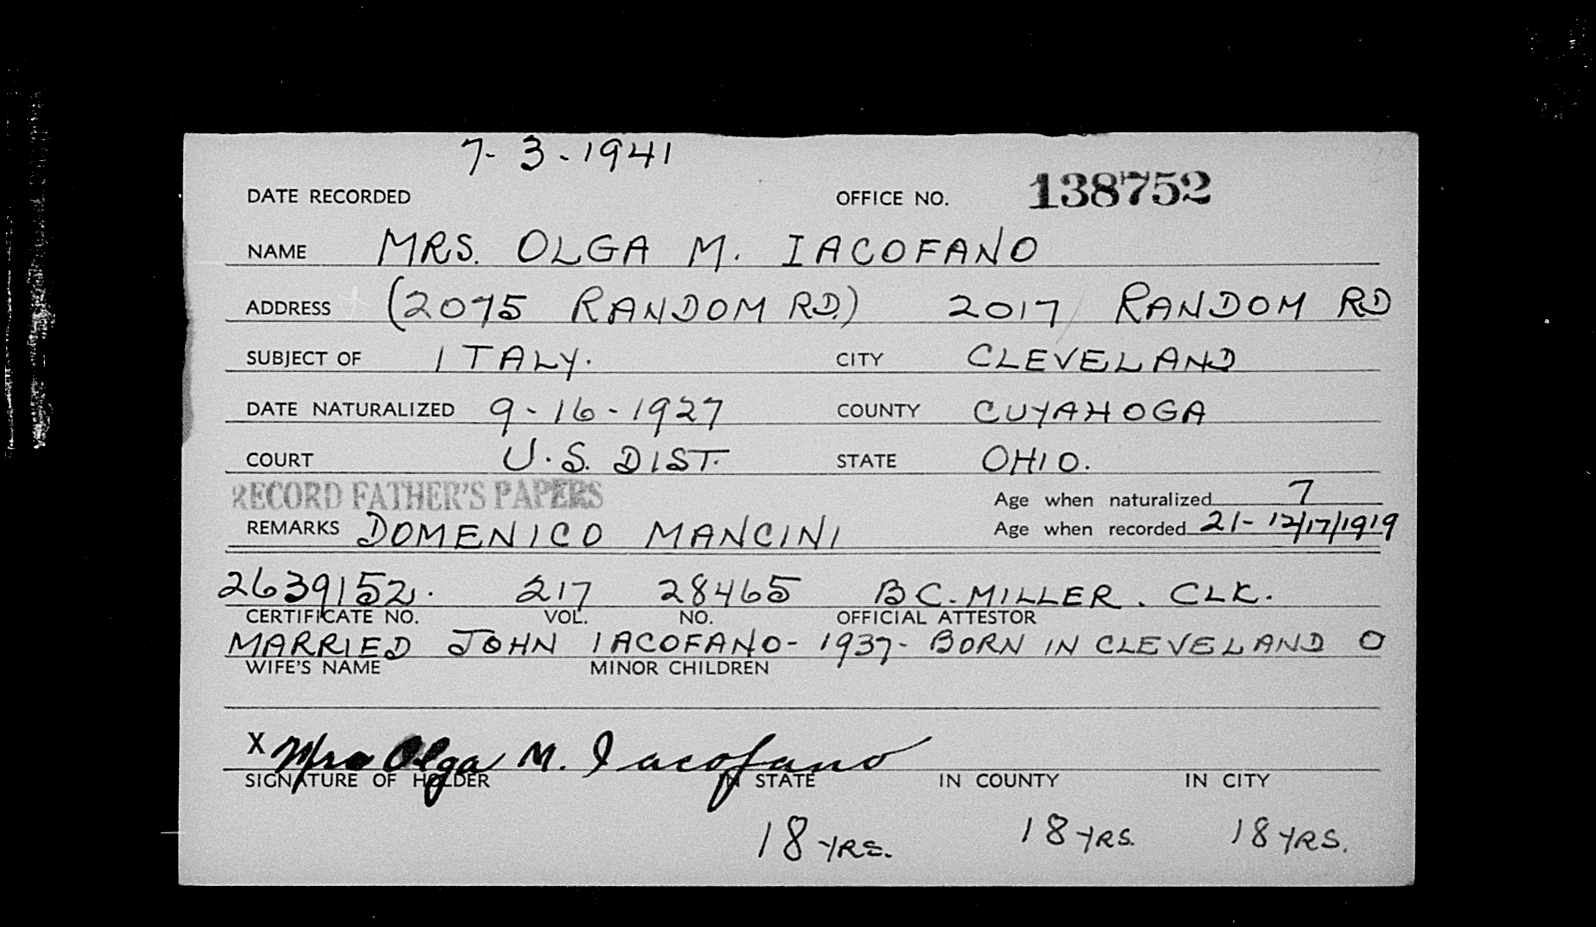 7-3-1941
DATE RECORDED OFFICE NO. 138752
NAME MRS. OLGA M. IACOFANO
ADDRESS (2075 RANDOM RD.) 2017 RANDOM RD
SUBJECT OF ITALY. CITY CLEVELAND
DATE NATURALIZED 9-16-1927 COUNTY CUYAHOGA
COURT U.S. DIST. STATE OHIO.
RECORD FATHER'S PAPERS Age when naturalized 7
REMARKS DOMENICO MANCINI Age when recorded 21- 12/17/1919
2639152. 217 28465 BC. MILLER. CLK.
CERTIFICATE NO. VOL. NO. OFFICIAL ATTESTOR
MARRIED JOHN IACOFANO- 1937- BORN IN CLEVELAND O
WIFE'S NAME MINOR CHILDREN
X Mrs Olga M. Iacofano
SIGNATURE OF HOLDER IN STATE IN COUNTY IN CITY
18 YRS. 18 YRS. 18 YRS.